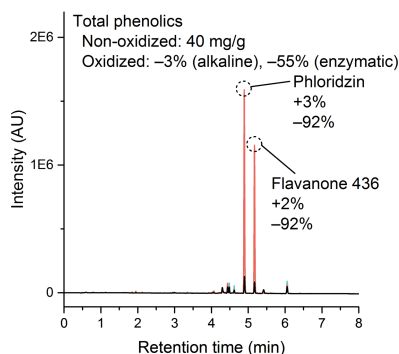 Total phenolics
Non-oxidized: 40 mg/g
Oxidized: –3% (alkaline), –55% (enzymatic)
Phloridzin
+3%
–92%
Flavanone 436
+2%
–92%
Intensity (AU)
2E6
1E6
0
0 1 2 3 4 5 6 7 8
Retention time (min)